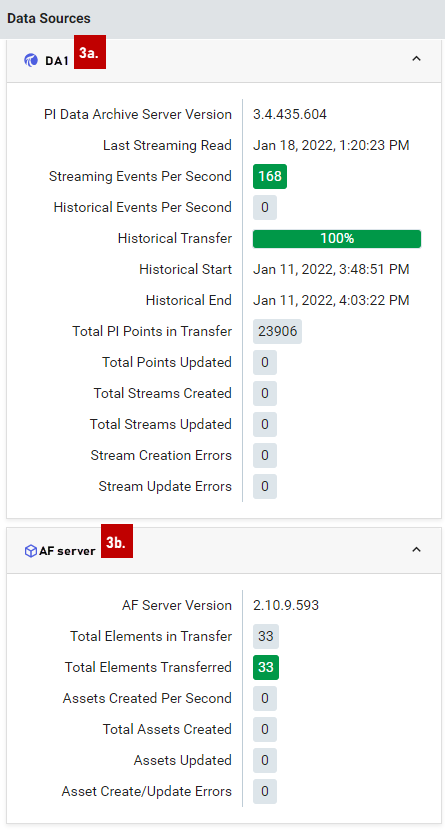 Data Sources
DA1 3a.
PI Data Archive Server Version 3.4.435.604
Last Streaming Read Jan 18, 2022, 1:20:23 PM
Streaming Events Per Second 168
Historical Events Per Second 0
Historical Transfer 100%
Historical Start Jan 11, 2022, 3:48:51 PM
Historical End Jan 11, 2022, 4:03:22 PM
Total PI Points in Transfer 23906
Total Points Updated 0
Total Streams Created 0
Total Streams Updated 0
Stream Creation Errors 0
Stream Update Errors 0
AF server 3b.
AF Server Version 2.10.9.593
Total Elements in Transfer 33
Total Elements Transferred 33
Assets Created Per Second 0
Total Assets Created 0
Assets Updated 0
Asset Create/Update Errors 0